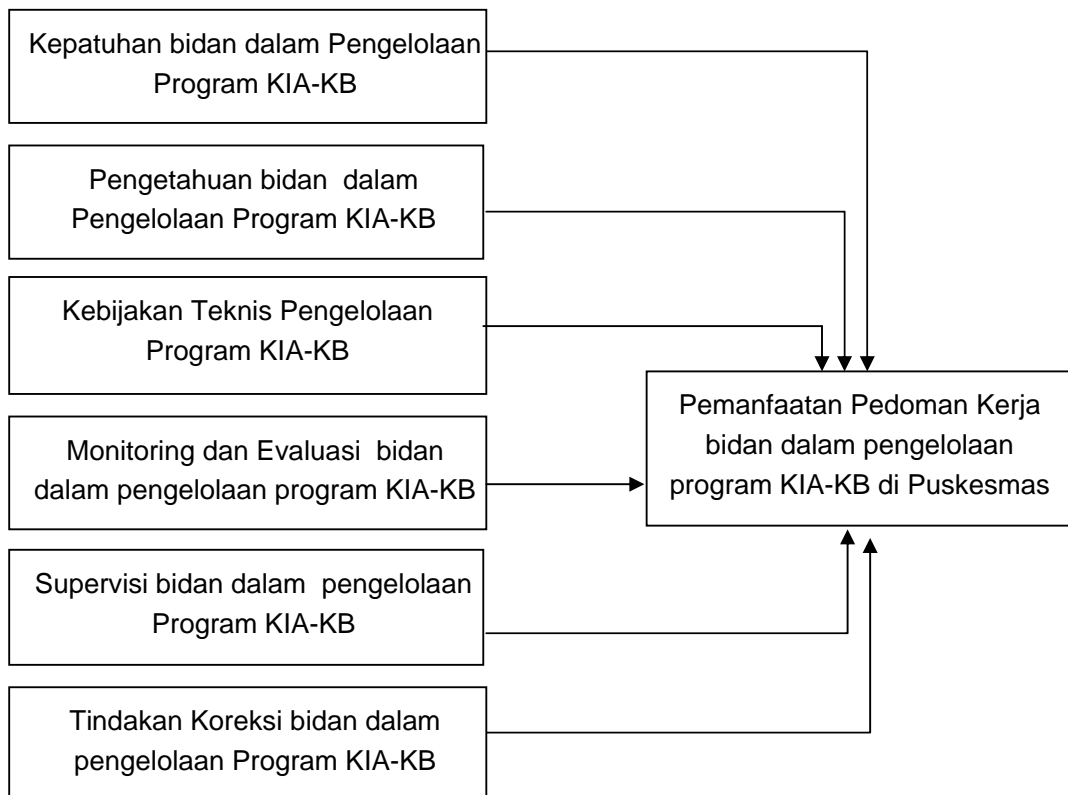 Kepatuhan bidan dalam Pengelolaan
Program KIA-KB
Pengetahuan bidan dalam
Pengelolaan Program KIA-KB
Kebijakan Teknis Pengelolaan
Program KIA-KB
Monitoring dan Evaluasi bidan
dalam pengelolaan program KIA-KB
Supervisi bidan dalam pengelolaan
Program KIA-KB
Tindakan Koreksi bidan dalam
pengelolaan Program KIA-KB
Pemanfaatan Pedoman Kerja
bidan dalam pengelolaan
program KIA-KB di Puskesmas